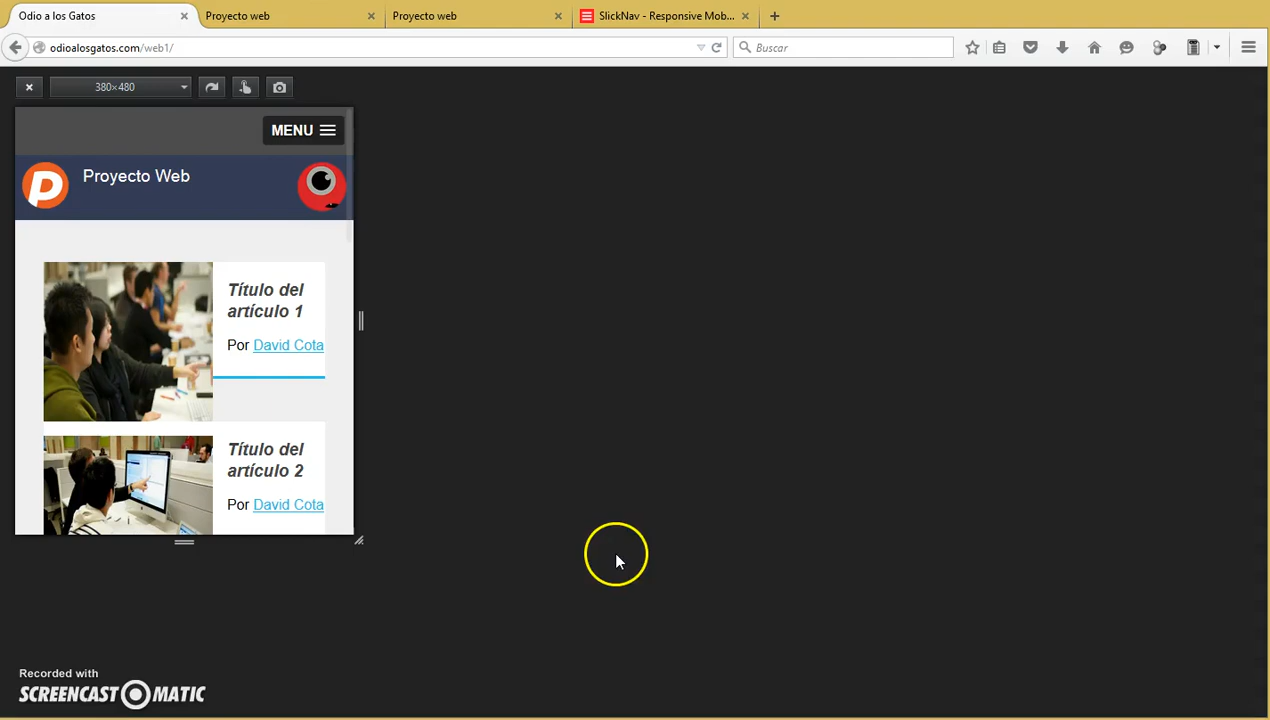 Odio a los Gatos
Proyecto web
Proyecto web
SlickNav - Responsive Mob...
odioalosgatos.com/web1/
Buscar
380×480
MENU
P
Proyecto Web
Título del
artículo 1
Por David Cota
Título del
artículo 2
Por David Cota
Recorded with
SCREENCAST MATIC